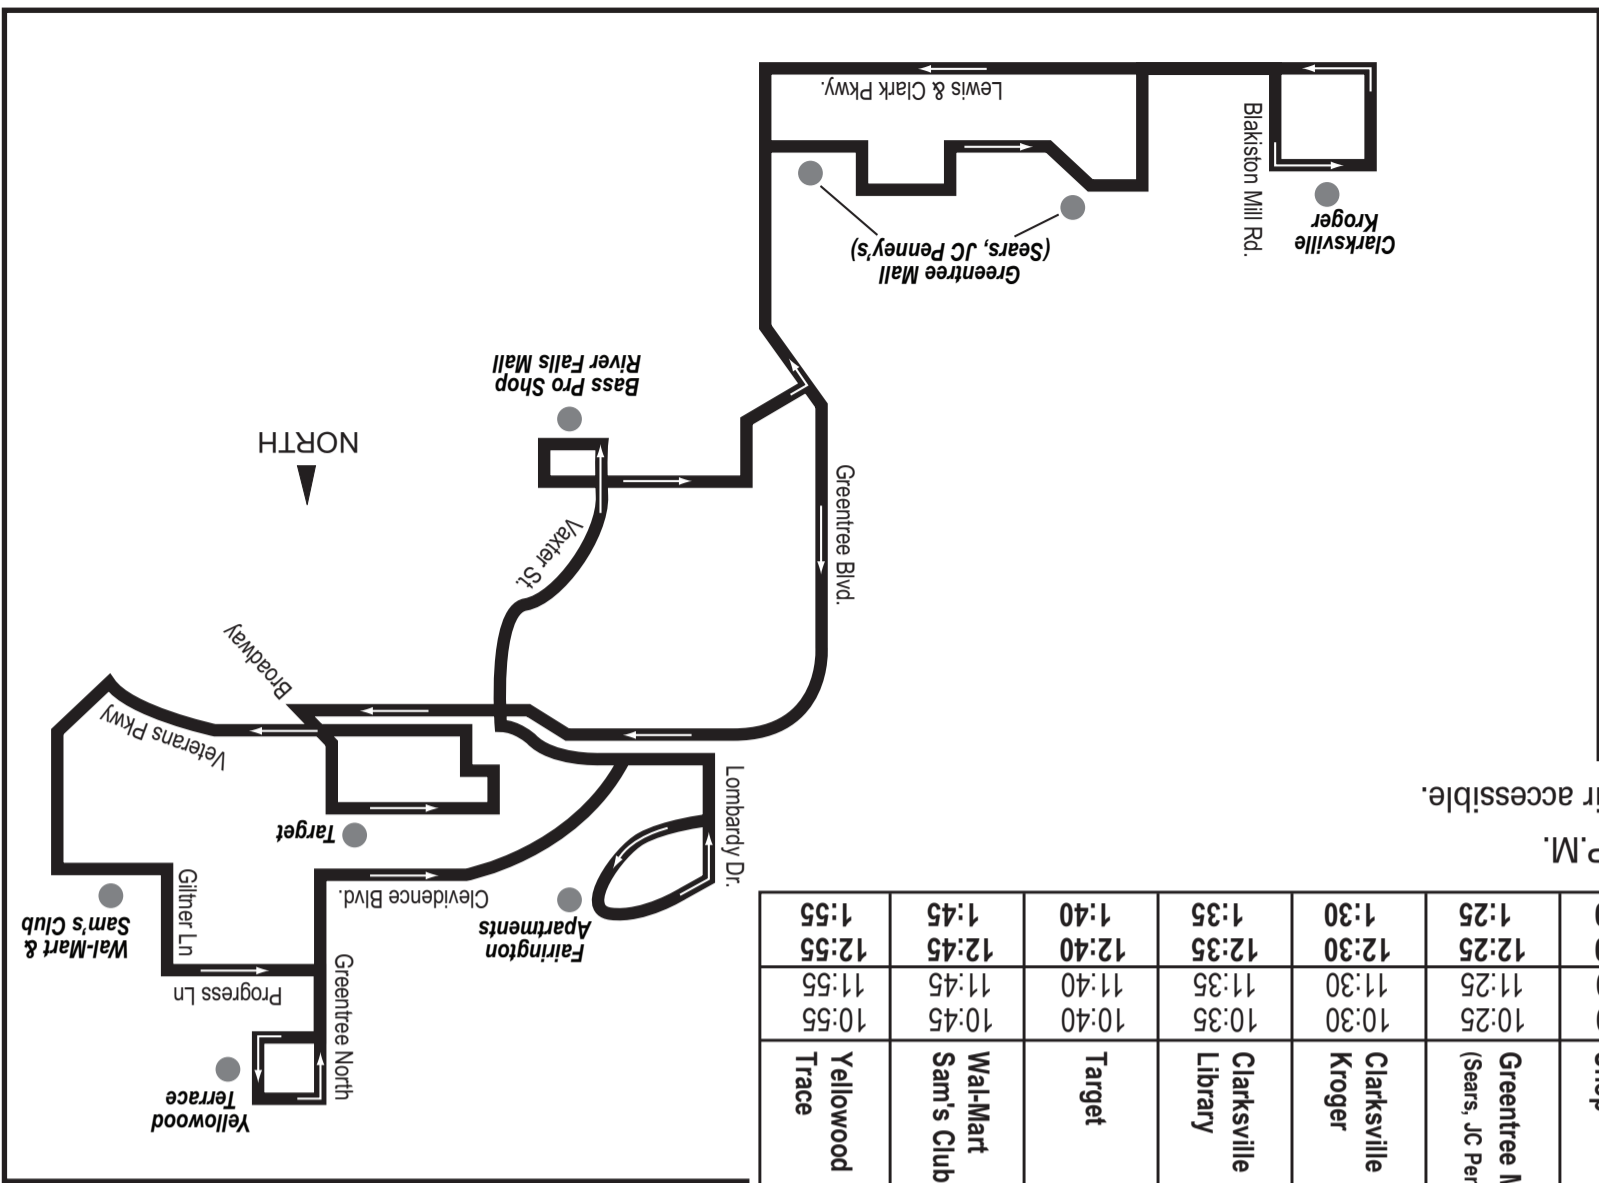 Greentree M
(Sears, JC Pen
Clarksville
Kroger
Clarksville
Library
Target
Wal-Mart
Sam's Club
Yellowood
Trace
10:25 10:30 10:35 10:40 10:45 10:55
11:25 11:30 11:35 11:40 11:45 11:55
12:25 12:30 12:35 12:40 12:45 12:55
1:25 1:30 1:35 1:40 1:45 1:55
P.M.
ir accessible.
Yellowood
Terrace
Greentree North
Progress Ln
Giltner Ln
Wal-Mart &
Sam's Club
Fairington
Apartments
Clevidence Blvd.
Lombardy Dr.
Target
Veterans Pkwy
Broadway
Vaxter St.
Greentree Blvd.
NORTH
Bass Pro Shop
River Falls Mall
Greentree Mall
(Sears, JC Penney's)
Clarksville
Kroger
Blakiston Mill Rd.
Lewis & Clark Pkwy.